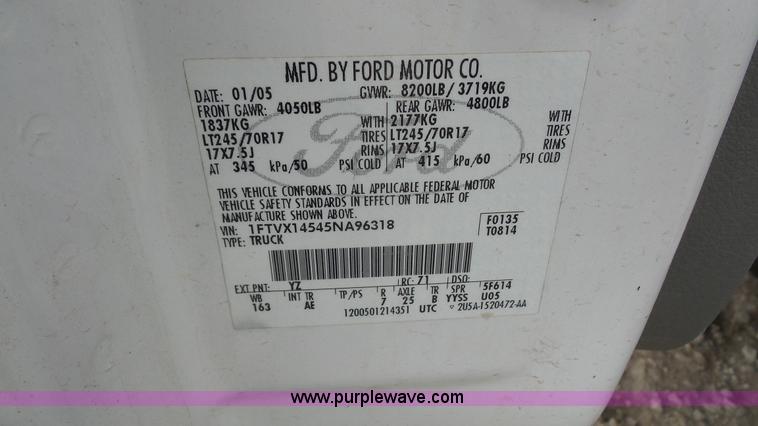 MFD. BY FORD MOTOR CO.
DATE: 01/05 GVWR: 8200LB/ 3719KG
FRONT GAWR: 4050LB REAR GAWR: 4800LB
1837KG WITH 2177KG WITH
LT245/70R17 TIRES LT245/70R17 TIRES
17X7.5J RIMS 17X7.5J RIMS
AT 345 kPa/50 PSI COLD AT 415 kPa/60 PSI COLD
Ford
THIS VEHICLE CONFORMS TO ALL APPLICABLE FEDERAL MOTOR
VEHICLE SAFETY STANDARDS IN EFFECT ON THE DATE OF
MANUFACTURE SHOWN ABOVE.
VIN: 1FTVX14545NA96318 F0135
TYPE: TRUCK T0814
EXT PNT: YZ RC: 71 DSO:
WB INT TR TP/PS R AXLE TR SPR 5F614
163 AE 7 25 B YY5S U05
1200501214351 UTC 2U5A-1520472-AA
www.purplewave.com